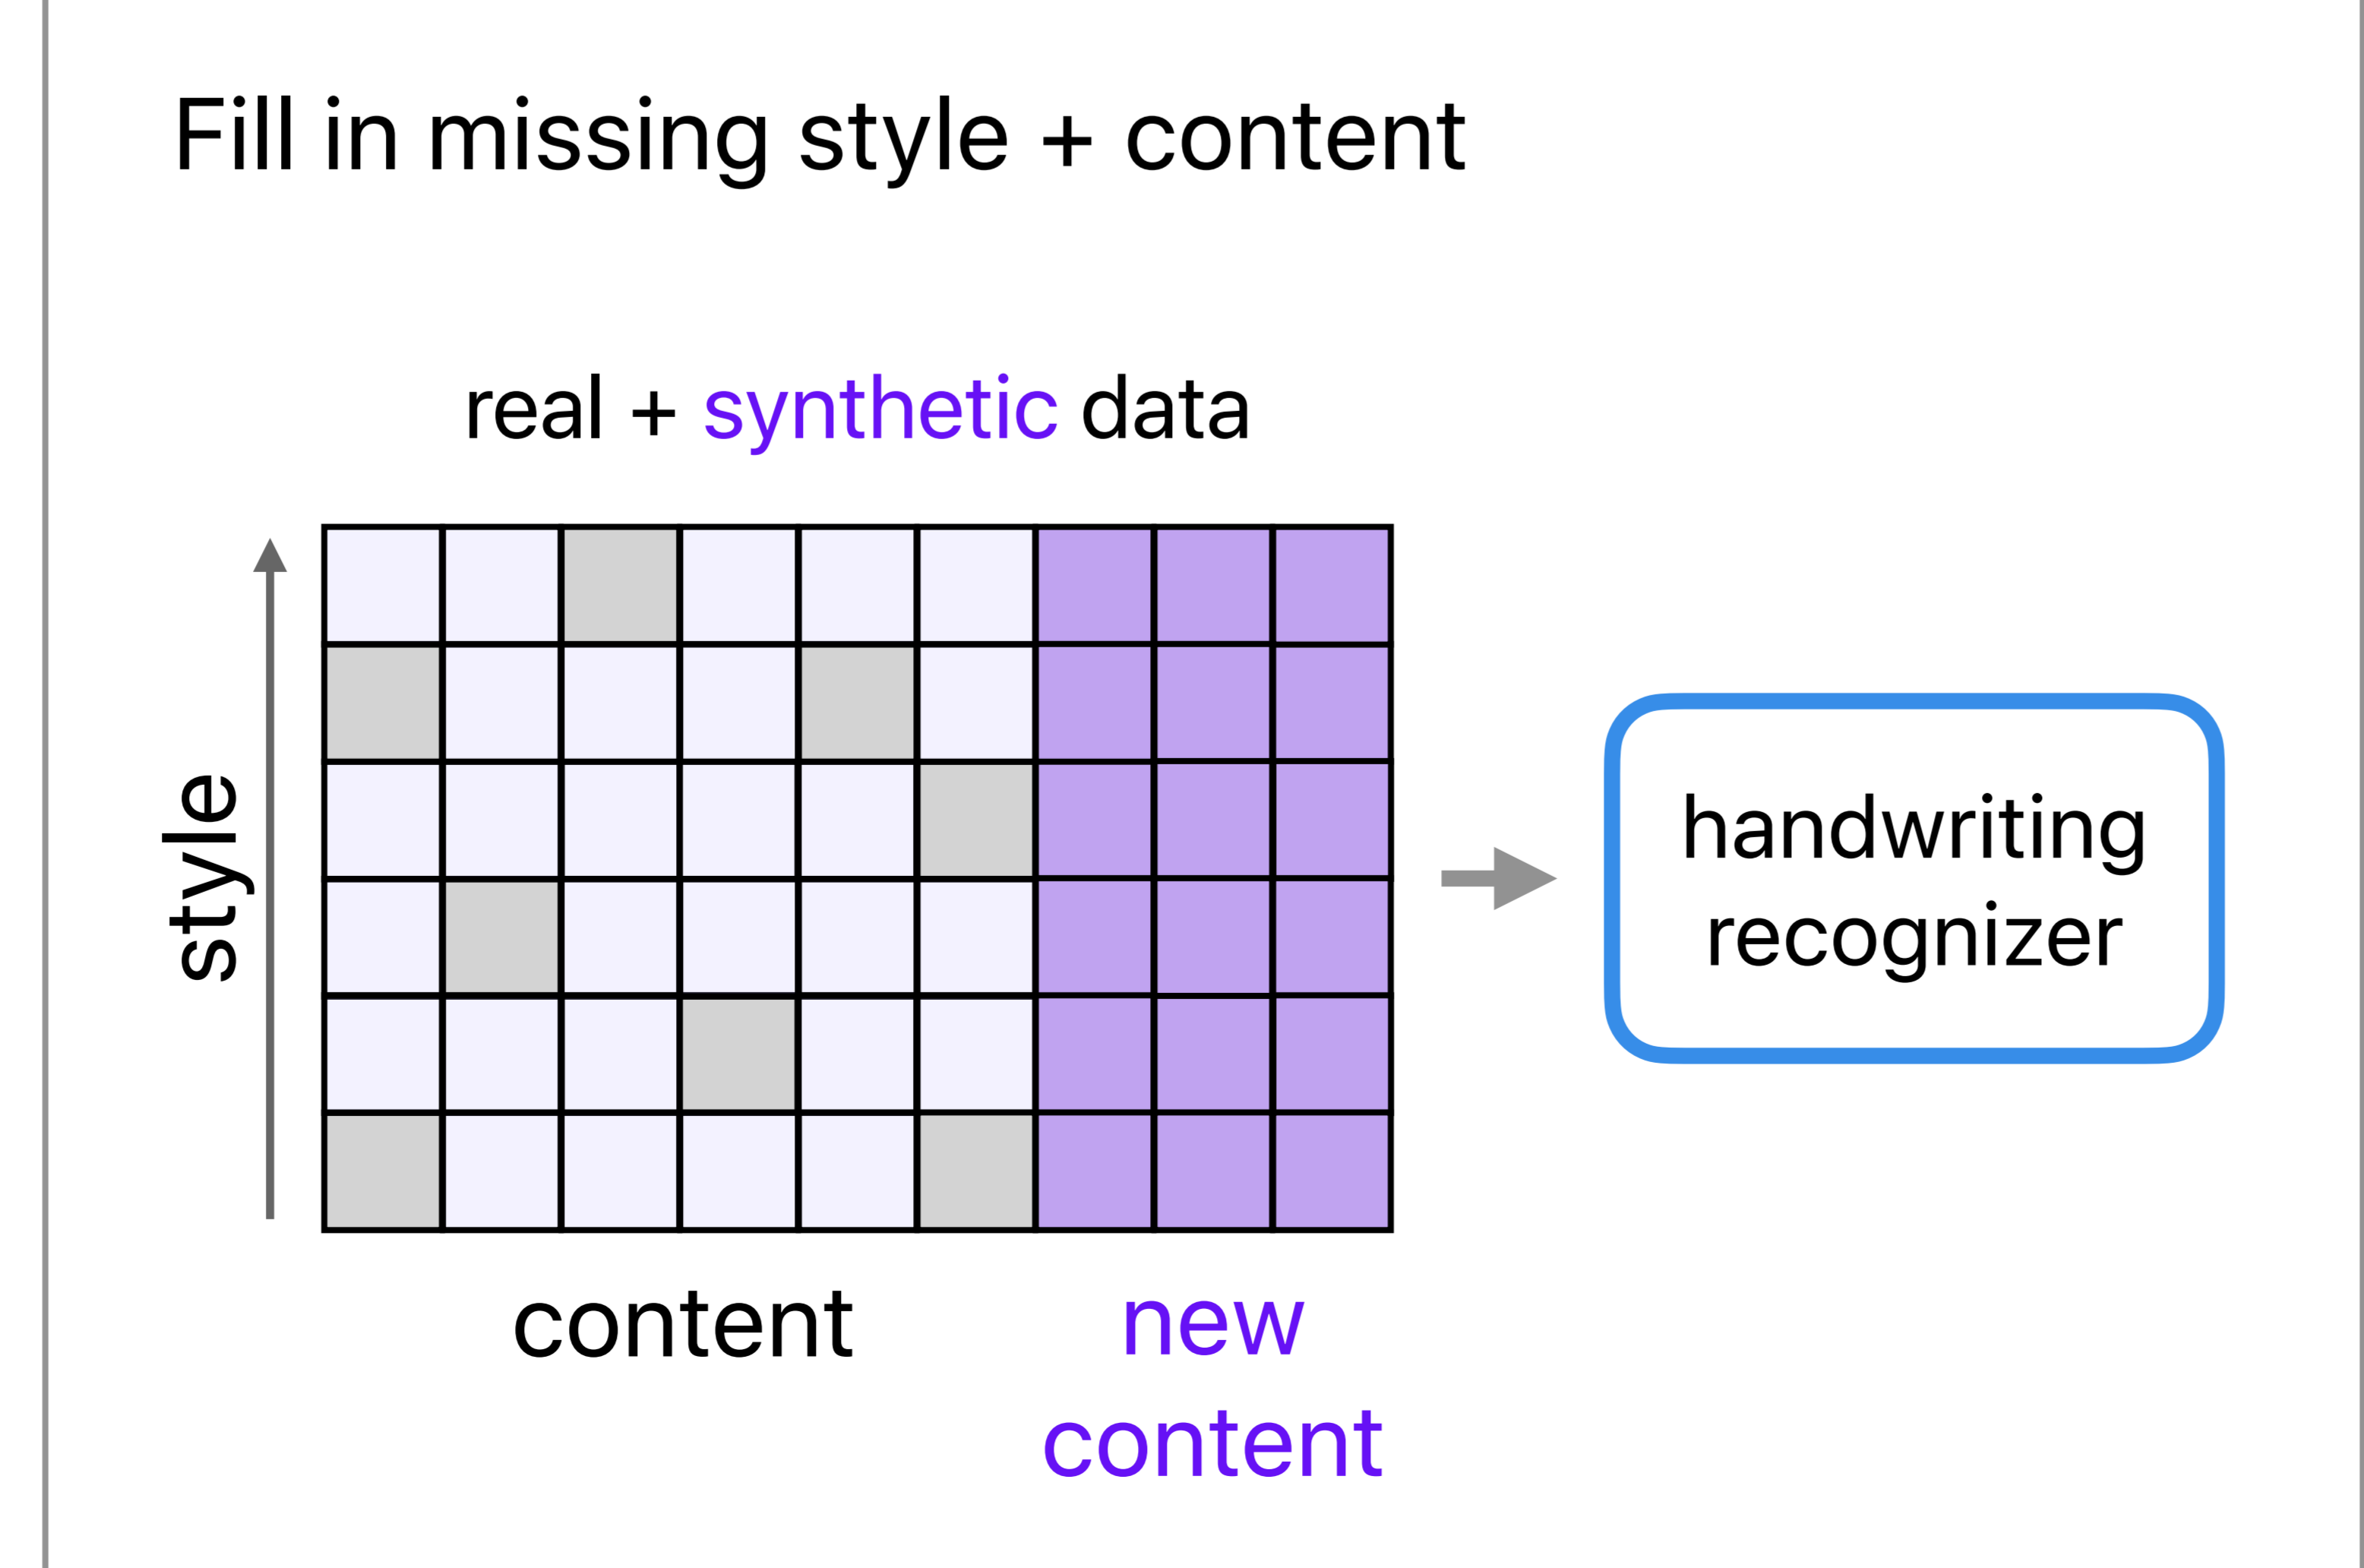 Fill in missing style + content
real + synthetic data
style
handwriting
recognizer
content
new
content